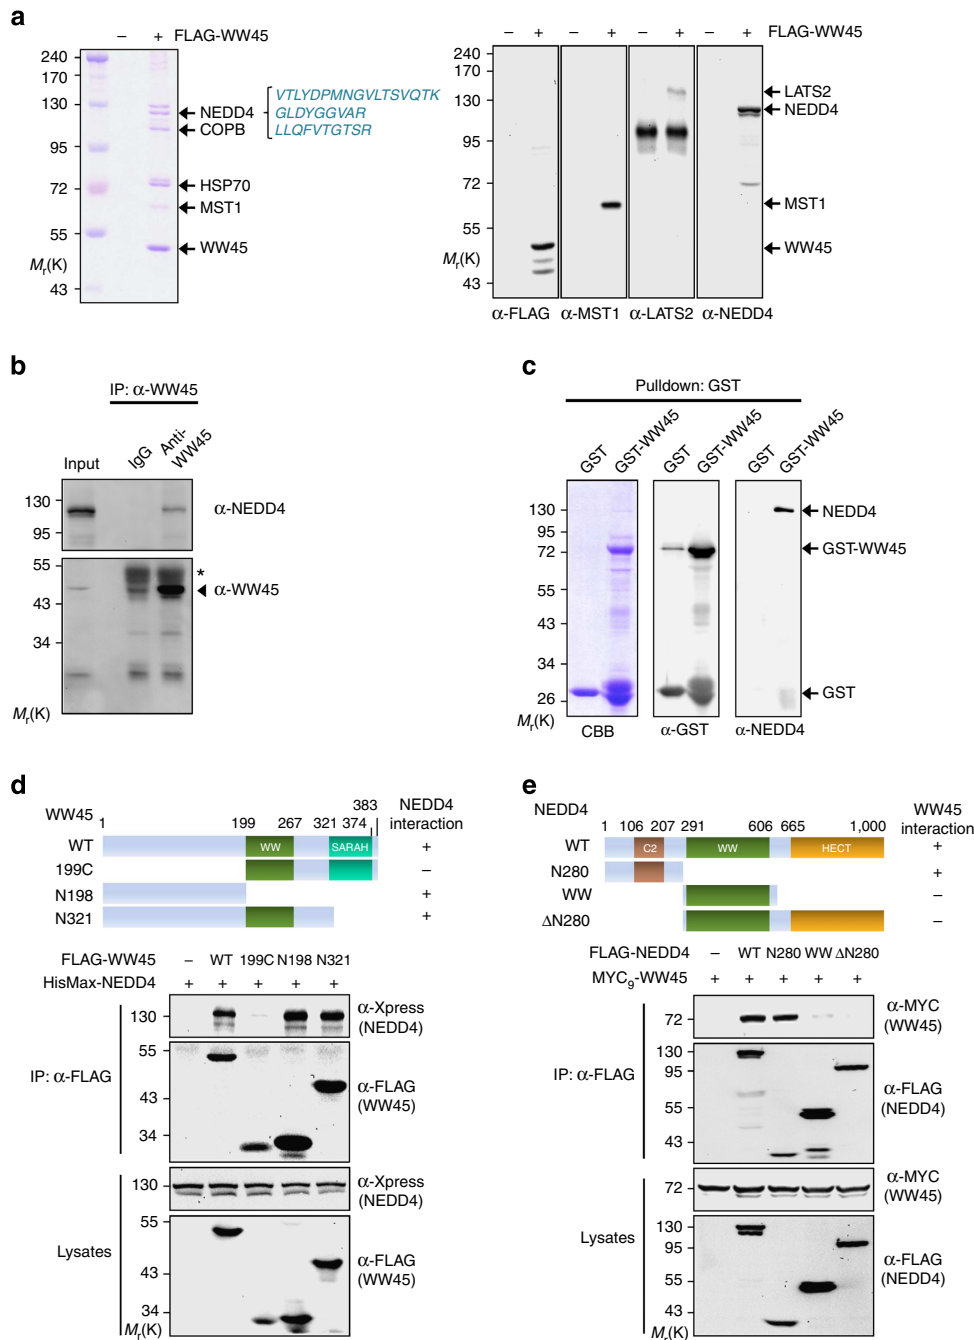 a
– + FLAG-WW45
240
170
130
95
72
55
Mr(K)
43
NEDD4
COPB
HSP70
MST1
WW45
VTLYDPMNGVLTSVQTK
GLDYGGVAR
LLQFVTGTSR
– + – + – + – + FLAG-WW45
240
170
130
95
72
55
Mr(K)
43
LATS2
NEDD4
MST1
WW45
α-FLAG α-MST1 α-LATS2 α-NEDD4
b
IP: α-WW45
Input IgG Anti-WW45
130
95
α-NEDD4
55
43
34
Mr(K)
*
α-WW45
c
Pulldown: GST
GST GST-WW45 GST GST-WW45 GST GST-WW45
130
95
72
55
43
34
26
Mr(K)
NEDD4
GST-WW45
GST
CBB α-GST α-NEDD4
d
WW45
1 199 267 321 374 383
NEDD4 interaction
WT WW SARAH +
199C –
N198 +
N321 +
FLAG-WW45 – WT 199C N198 N321
HisMax-NEDD4 + + + + +
IP: α-FLAG
130
α-Xpress (NEDD4)
55
43
34
α-FLAG (WW45)
Lysates
130
α-Xpress (NEDD4)
55
43
34
Mr(K)
α-FLAG (WW45)
e
NEDD4
1 106 207 291 606 665 1,000
WW45 interaction
WT C2 WW HECT +
N280 +
WW –
ΔN280 –
FLAG-NEDD4 – WT N280 WW ΔN280
MYC9-WW45 + + + + +
IP: α-FLAG
72
α-MYC (WW45)
130
95
55
43
α-FLAG (NEDD4)
Lysates
72
α-MYC (WW45)
130
95
55
43
Mr(K)
α-FLAG (NEDD4)